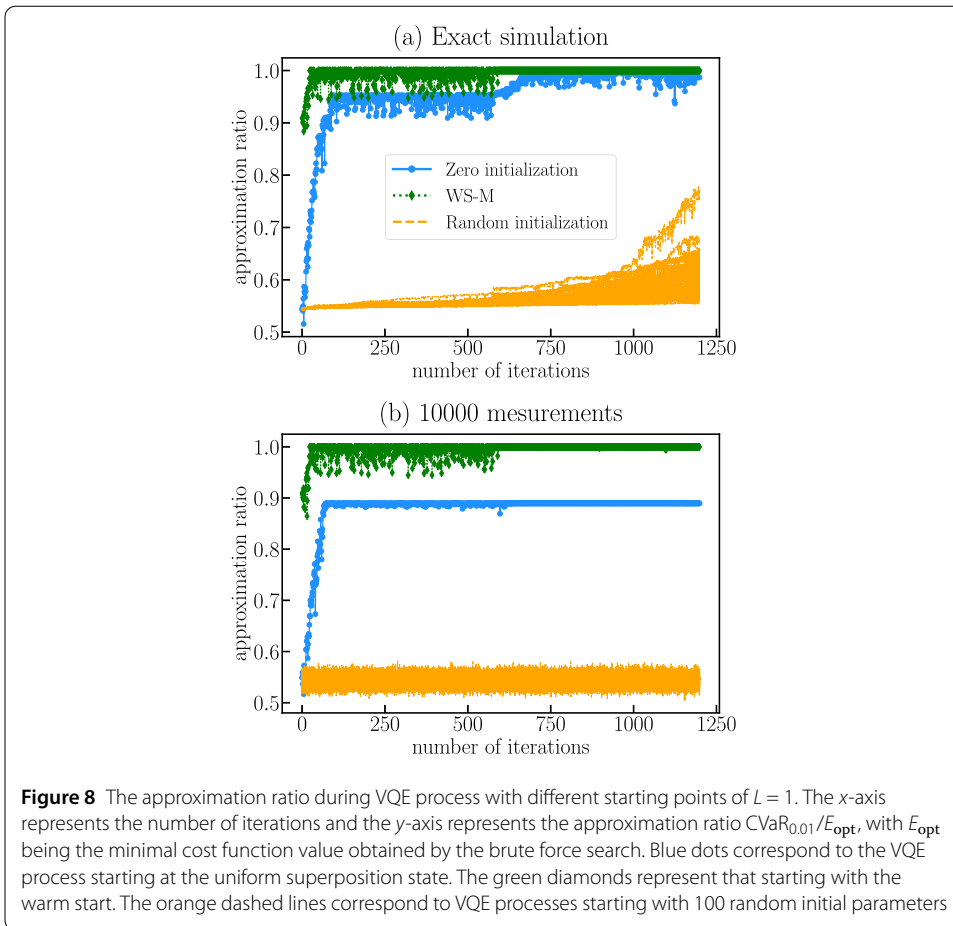 (a) Exact simulation
1.0
0.9
0.8
0.7
0.6
0.5
approximation ratio
Zero initialization
WS-M
Random initialization
0 250 500 750 1000 1250
number of iterations
(b) 10000 mesurements
1.0
0.9
0.8
0.7
0.6
0.5
approximation ratio
0 250 500 750 1000 1250
number of iterations
Figure 8 The approximation ratio during VQE process with different starting points of L = 1. The x-axis
represents the number of iterations and the y-axis represents the approximation ratio CVaR0.01/Eopt, with Eopt
being the minimal cost function value obtained by the brute force search. Blue dots correspond to the VQE
process starting at the uniform superposition state. The green diamonds represent that starting with the
warm start. The orange dashed lines correspond to VQE processes starting with 100 random initial parameters